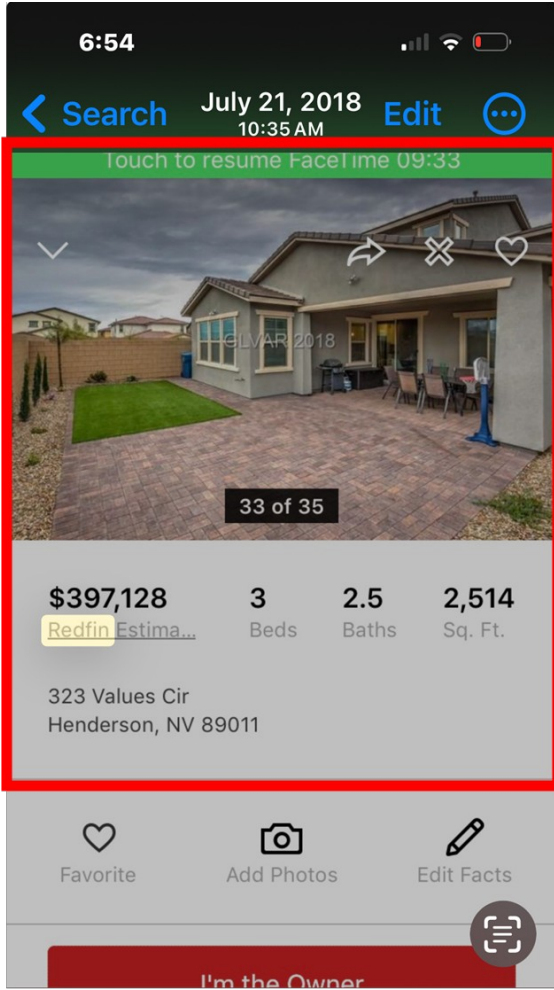 6:54
Search
July 21, 2018
10:35 AM
Edit
Touch to resume FaceTime 09:33
GLVAR 2018
33 of 35
$397,128 3 2.5 2,514
Redfin Estima... Beds Baths Sq. Ft.
323 Values Cir
Henderson, NV 89011
Favorite Add Photos Edit Facts
I'm the Owner